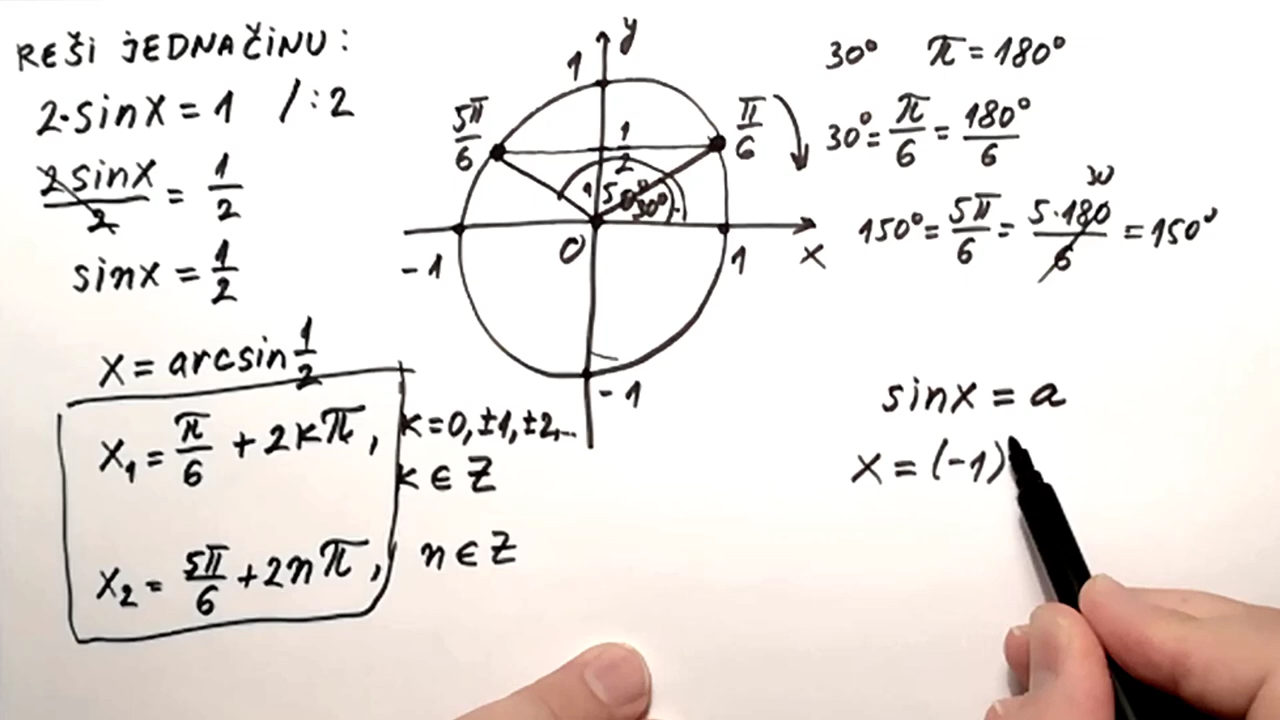 REŠi JEDNAČiNU:
2·sinx = 1 /:2
2sinx/2 = 1/2
sinx = 1/2
x = arcsin 1/2
x₁ = π/6 + 2kπ, k = 0, ±1, ±2,...
k ∈ Z
x₂ = 5π/6 + 2nπ, n ∈ Z
y
1
5π/6
1/2
π/6
150°
30°
-1
0
1
x
-1
30° π = 180°
30° = π/6 = 180°/6
30
150° = 5π/6 = 5·180/6 = 150°
sinx = a
x = (-1)